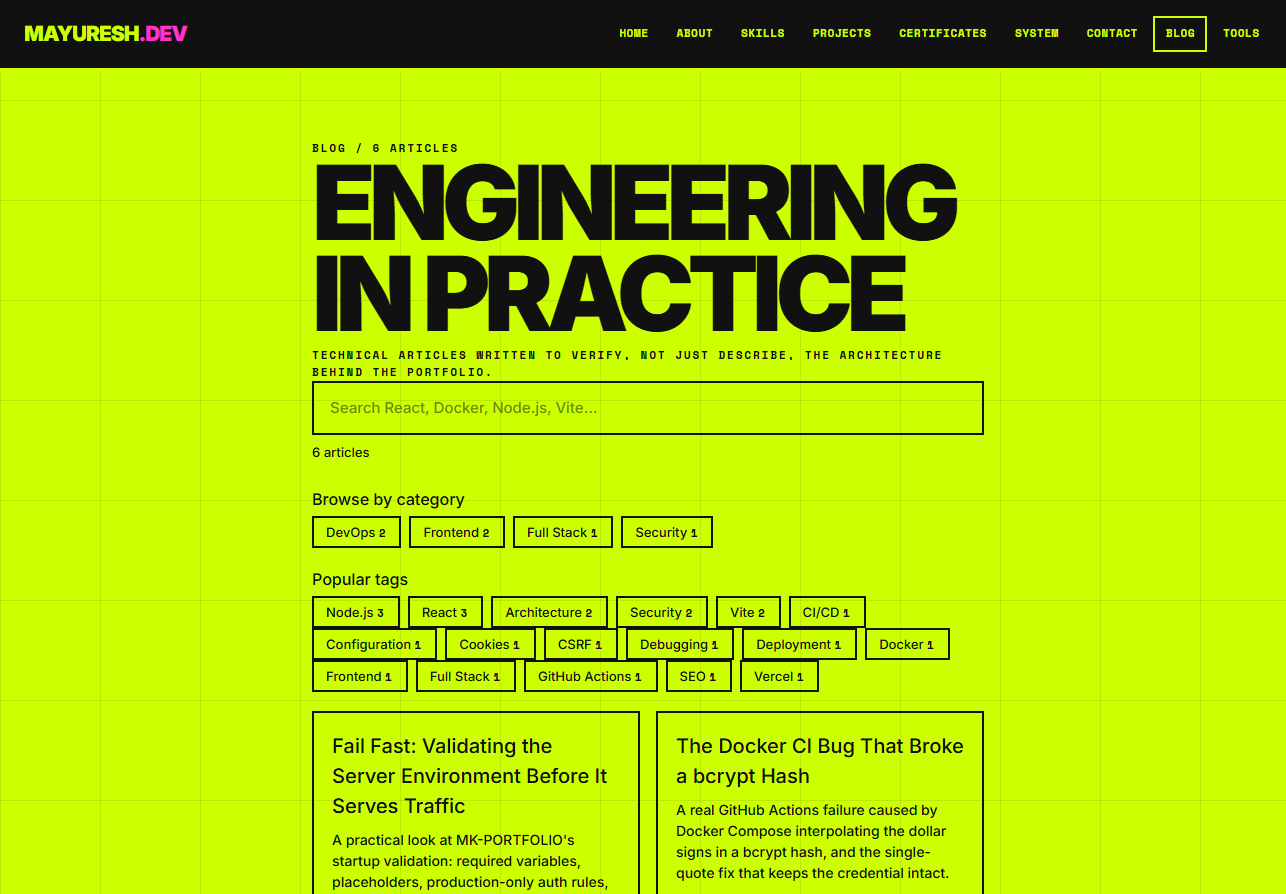 MAYURESH.DEV
HOME ABOUT SKILLS PROJECTS CERTIFICATES SYSTEM CONTACT BLOG TOOLS
BLOG / 6 ARTICLES
ENGINEERING
IN PRACTICE
TECHNICAL ARTICLES WRITTEN TO VERIFY, NOT JUST DESCRIBE, THE ARCHITECTURE
BEHIND THE PORTFOLIO.
Search React, Docker, Node.js, Vite...
6 articles
Browse by category
DevOps 2 Frontend 2 Full Stack 1 Security 1
Popular tags
Node.js 3 React 3 Architecture 2 Security 2 Vite 2 CI/CD 1
Configuration 1 Cookies 1 CSRF 1 Debugging 1 Deployment 1 Docker 1
Frontend 1 Full Stack 1 GitHub Actions 1 SEO 1 Vercel 1
Fail Fast: Validating the
Server Environment Before It
Serves Traffic
A practical look at MK-PORTFOLIO's
startup validation: required variables,
placeholders, production-only auth rules,
The Docker CI Bug That Broke
a bcrypt Hash
A real GitHub Actions failure caused by
Docker Compose interpolating the dollar
signs in a bcrypt hash, and the single-
quote fix that keeps the credential intact.